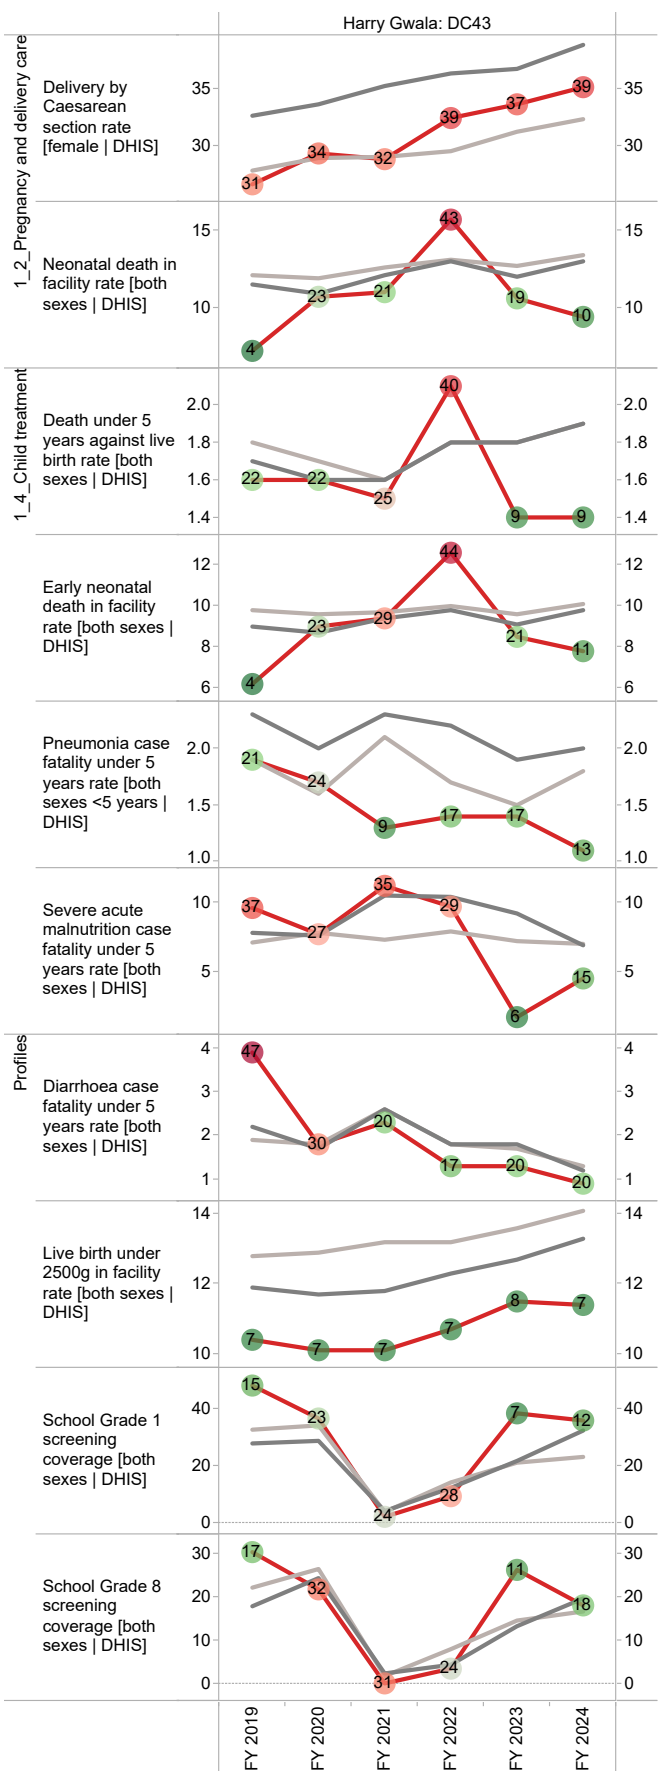 Harry Gwala: DC43
1_2_Pregnancy and delivery care
Delivery by
Caesarean
section rate
[female | DHIS]
35
30
31
34
32
39
37
39
35
30
Neonatal death in
facility rate [both
sexes | DHIS]
15
10
4
23
21
43
19
10
15
10
1_4_Child treatment
Death under 5
years against live
birth rate [both
sexes | DHIS]
2.0
1.8
1.6
1.4
22
22
25
40
9
9
2.0
1.8
1.6
1.4
Early neonatal
death in facility
rate [both sexes |
DHIS]
12
10
8
6
4
23
29
44
21
11
12
10
8
6
Pneumonia case
fatality under 5
years rate [both
sexes <5 years |
DHIS]
2.0
1.5
1.0
21
24
9
17
17
13
2.0
1.5
1.0
Severe acute
malnutrition case
fatality under 5
years rate [both
sexes | DHIS]
10
5
37
27
35
29
6
15
10
5
Profiles
Diarrhoea case
fatality under 5
years rate [both
sexes | DHIS]
4
3
2
1
47
30
20
17
20
20
4
3
2
1
Live birth under
2500g in facility
rate [both sexes |
DHIS]
14
12
10
7
7
7
7
8
7
14
12
10
School Grade 1
screening
coverage [both
sexes | DHIS]
40
20
0
15
23
24
28
7
12
40
20
0
School Grade 8
screening
coverage [both
sexes | DHIS]
30
20
10
0
17
32
31
24
11
18
30
20
10
0
FY 2019
FY 2020
FY 2021
FY 2022
FY 2023
FY 2024